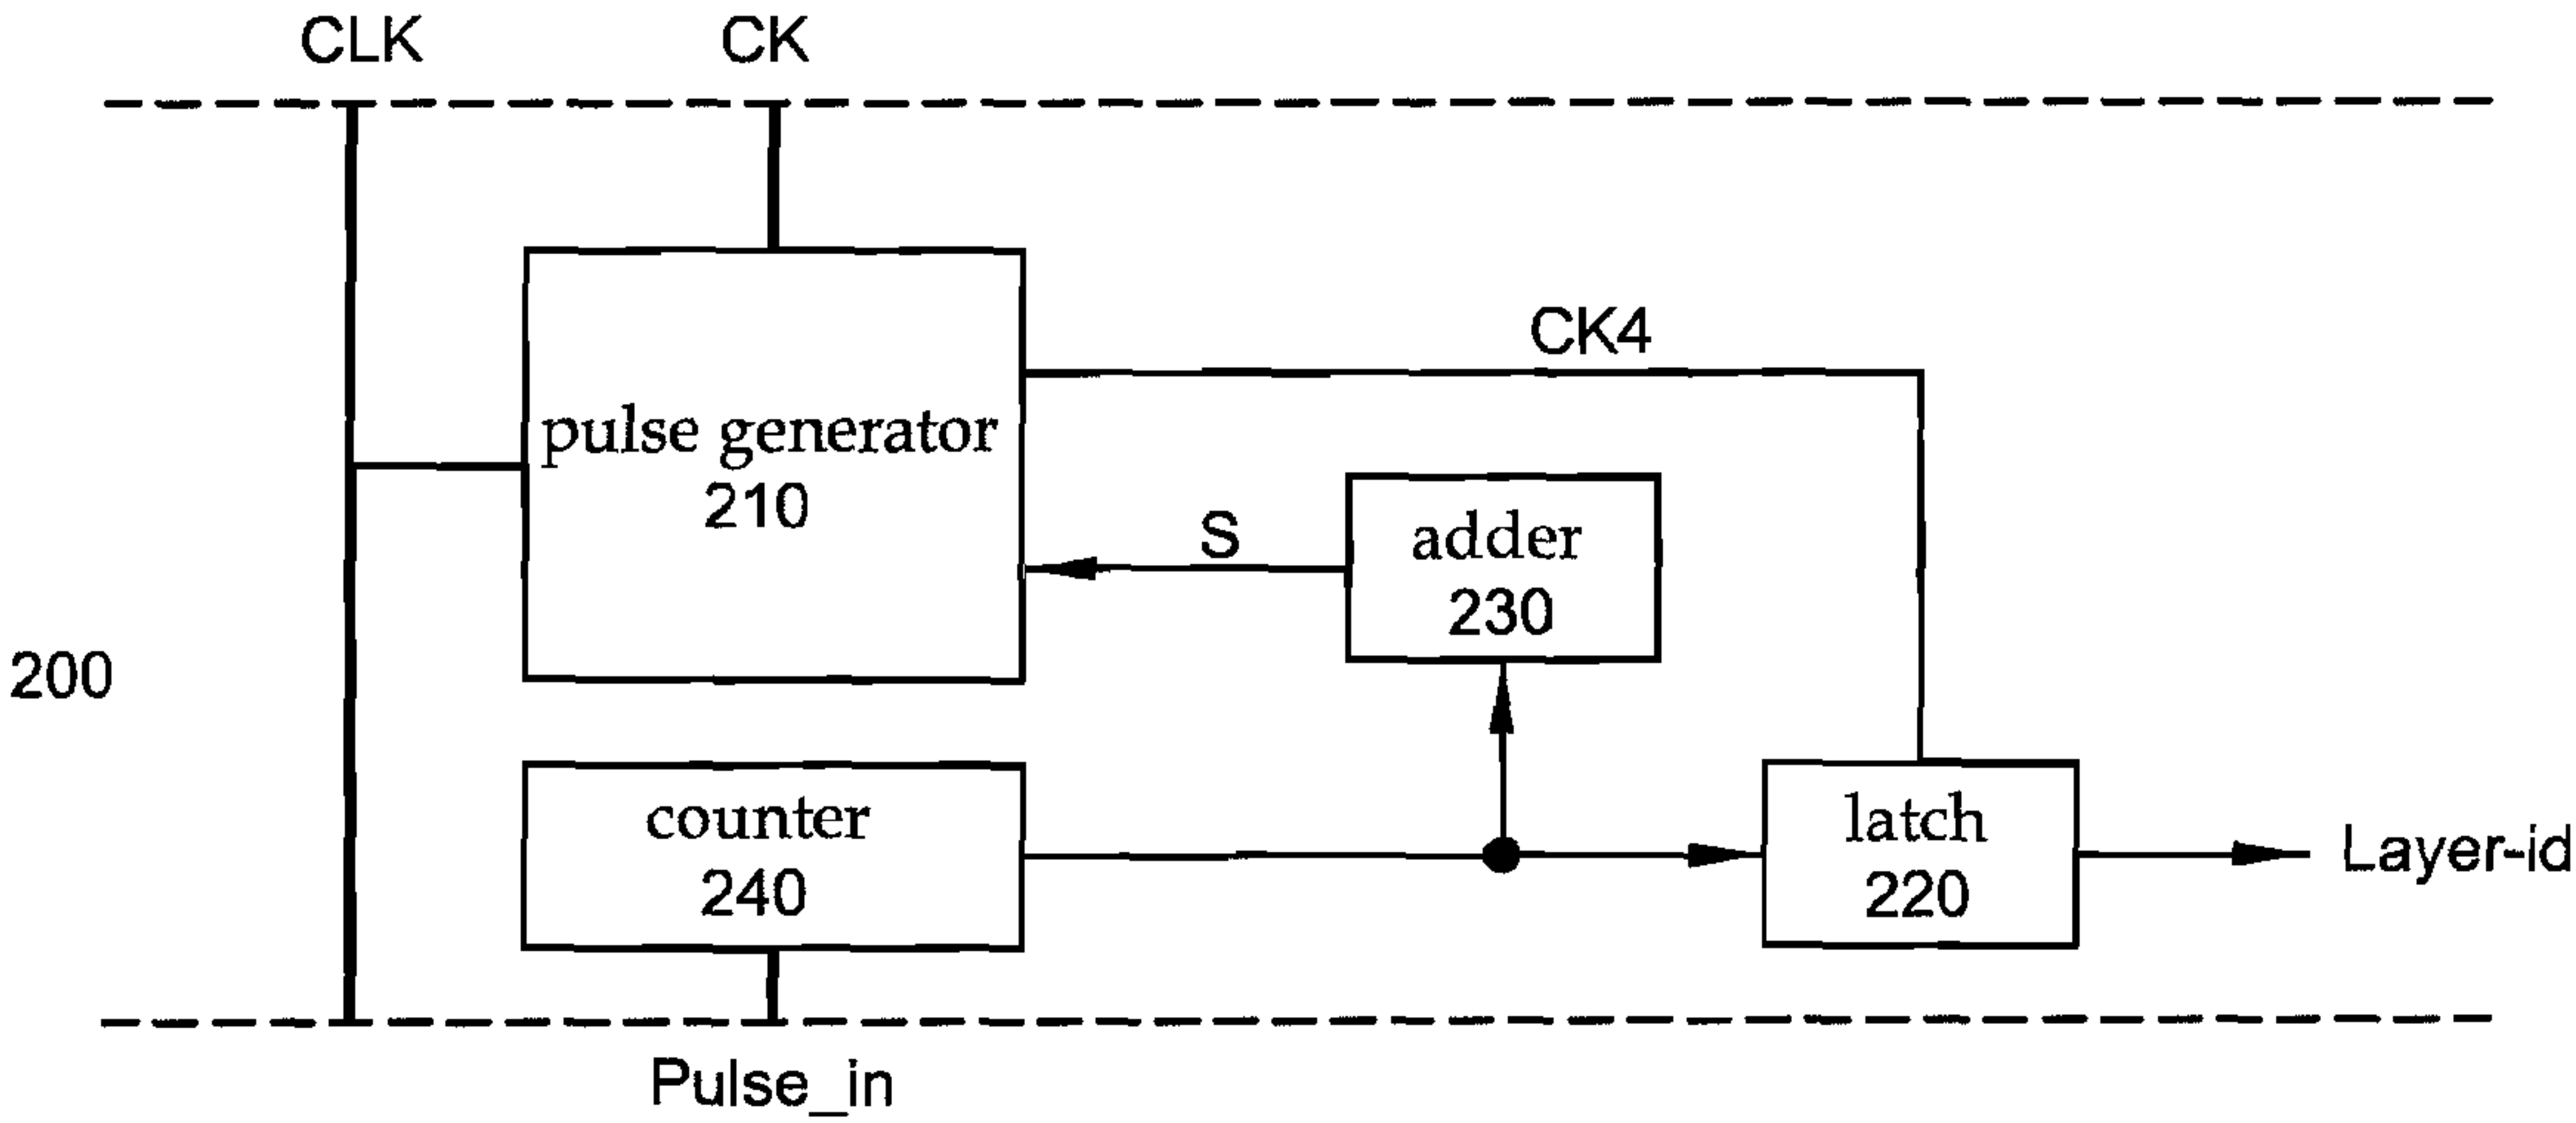 CLK
CK
CK4
pulse generator
210
S
adder
230
200
counter
240
latch
220
Layer-id
Pulse_in